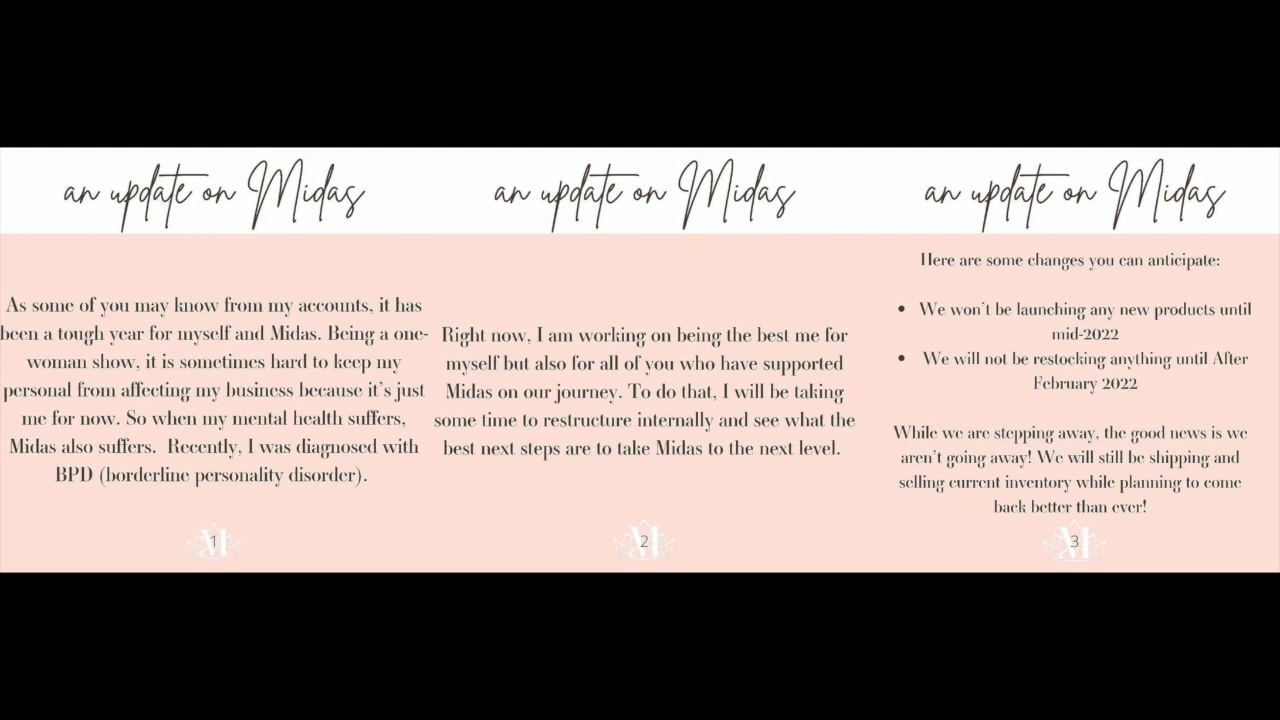 an update on Midas
As some of you may know from my accounts, it has
been a tough year for myself and Midas. Being a one-
woman show, it is sometimes hard to keep my
personal from affecting my business because it's just
me for now. So when my mental health suffers,
Midas also suffers. Recently, I was diagnosed with
BPD (borderline personality disorder).
M
1
an update on Midas
Right now, I am working on being the best me for
myself but also for all of you who have supported
Midas on our journey. To do that, I will be taking
some time to restructure internally and see what the
best next steps are to take Midas to the next level.
M
2
an update on Midas
Here are some changes you can anticipate:
• We won't be launching any new products until
mid-2022
• We will not be restocking anything until After
February 2022
While we are stepping away, the good news is we
aren't going away! We will still be shipping and
selling current inventory while planning to come
back better than ever!
M
3